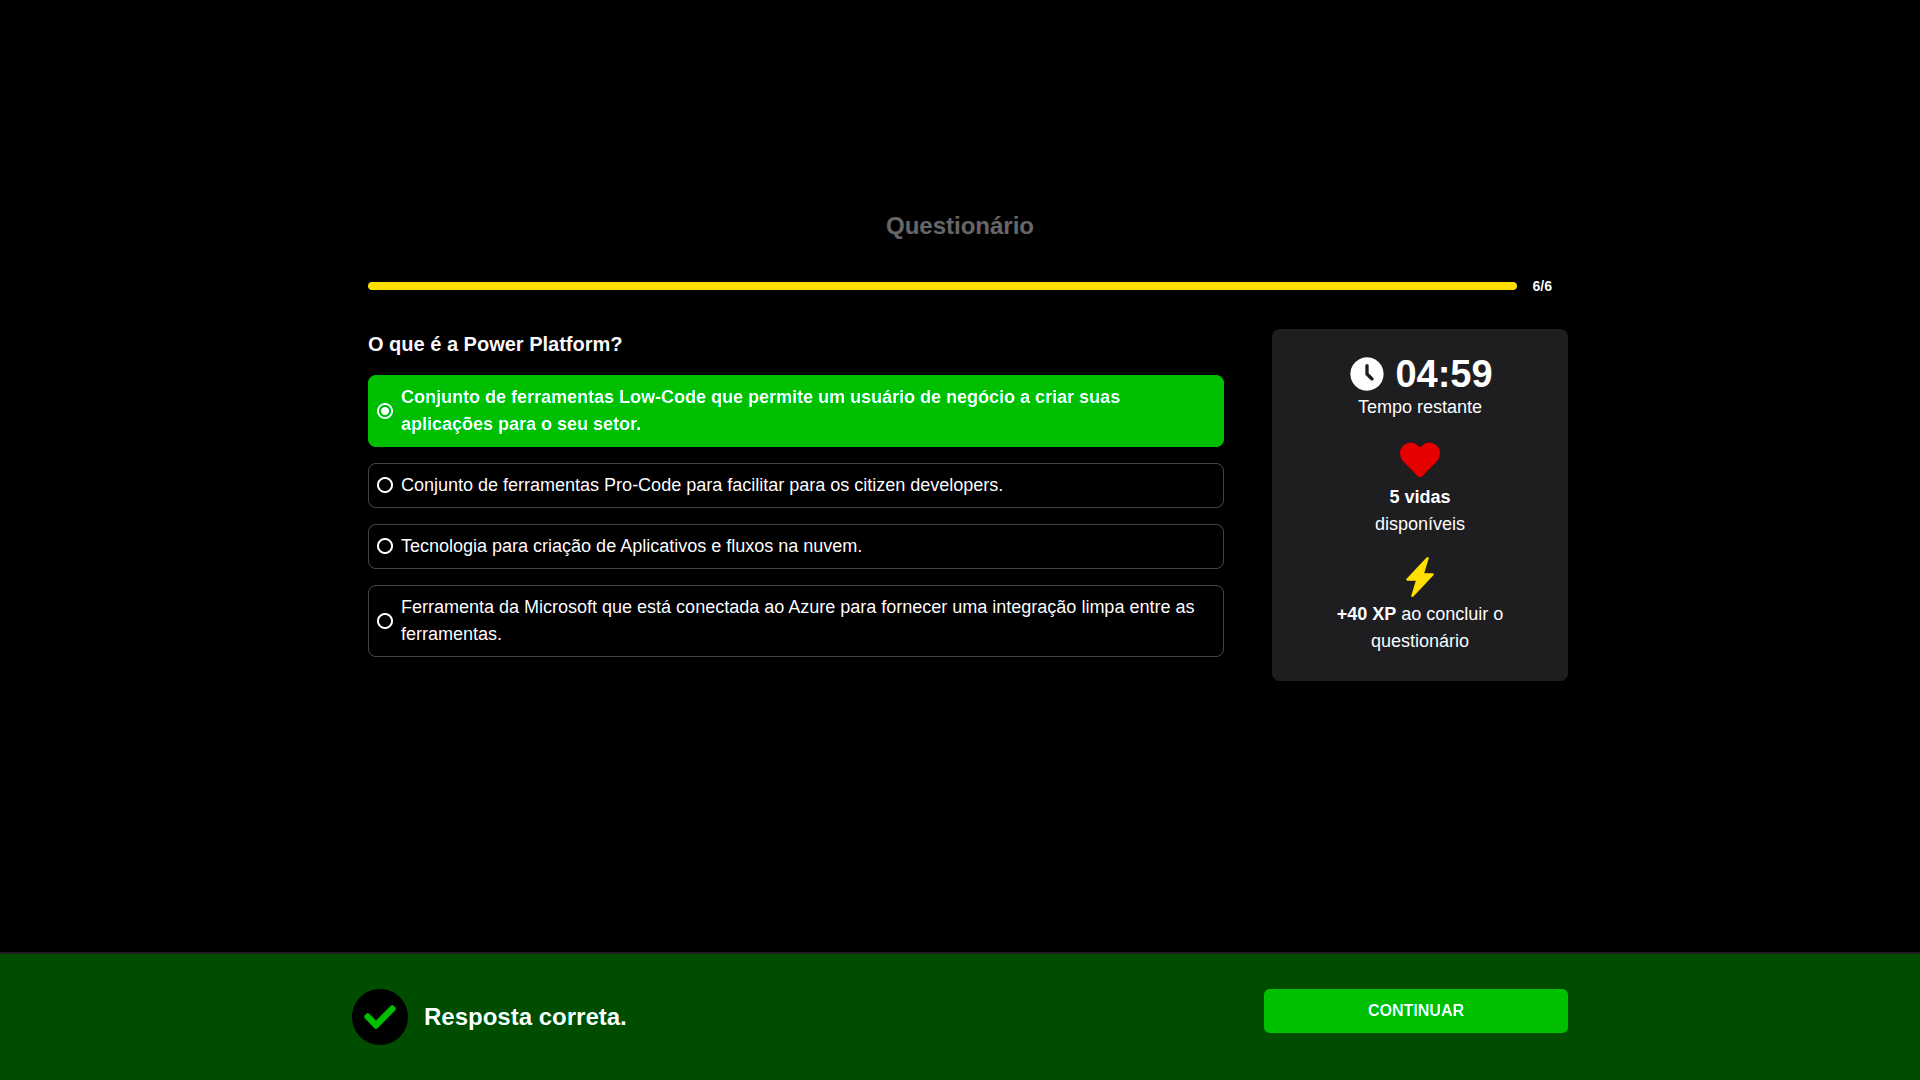 Questionário
6/6
O que é a Power Platform?
Conjunto de ferramentas Low-Code que permite um usuário de negócio a criar suas
aplicações para o seu setor.
Conjunto de ferramentas Pro-Code para facilitar para os citizen developers.
Tecnologia para criação de Aplicativos e fluxos na nuvem.
Ferramenta da Microsoft que está conectada ao Azure para fornecer uma integração limpa entre as
ferramentas.
04:59
Tempo restante
5 vidas
disponíveis
+40 XP ao concluir o
questionário
Resposta correta.
CONTINUAR